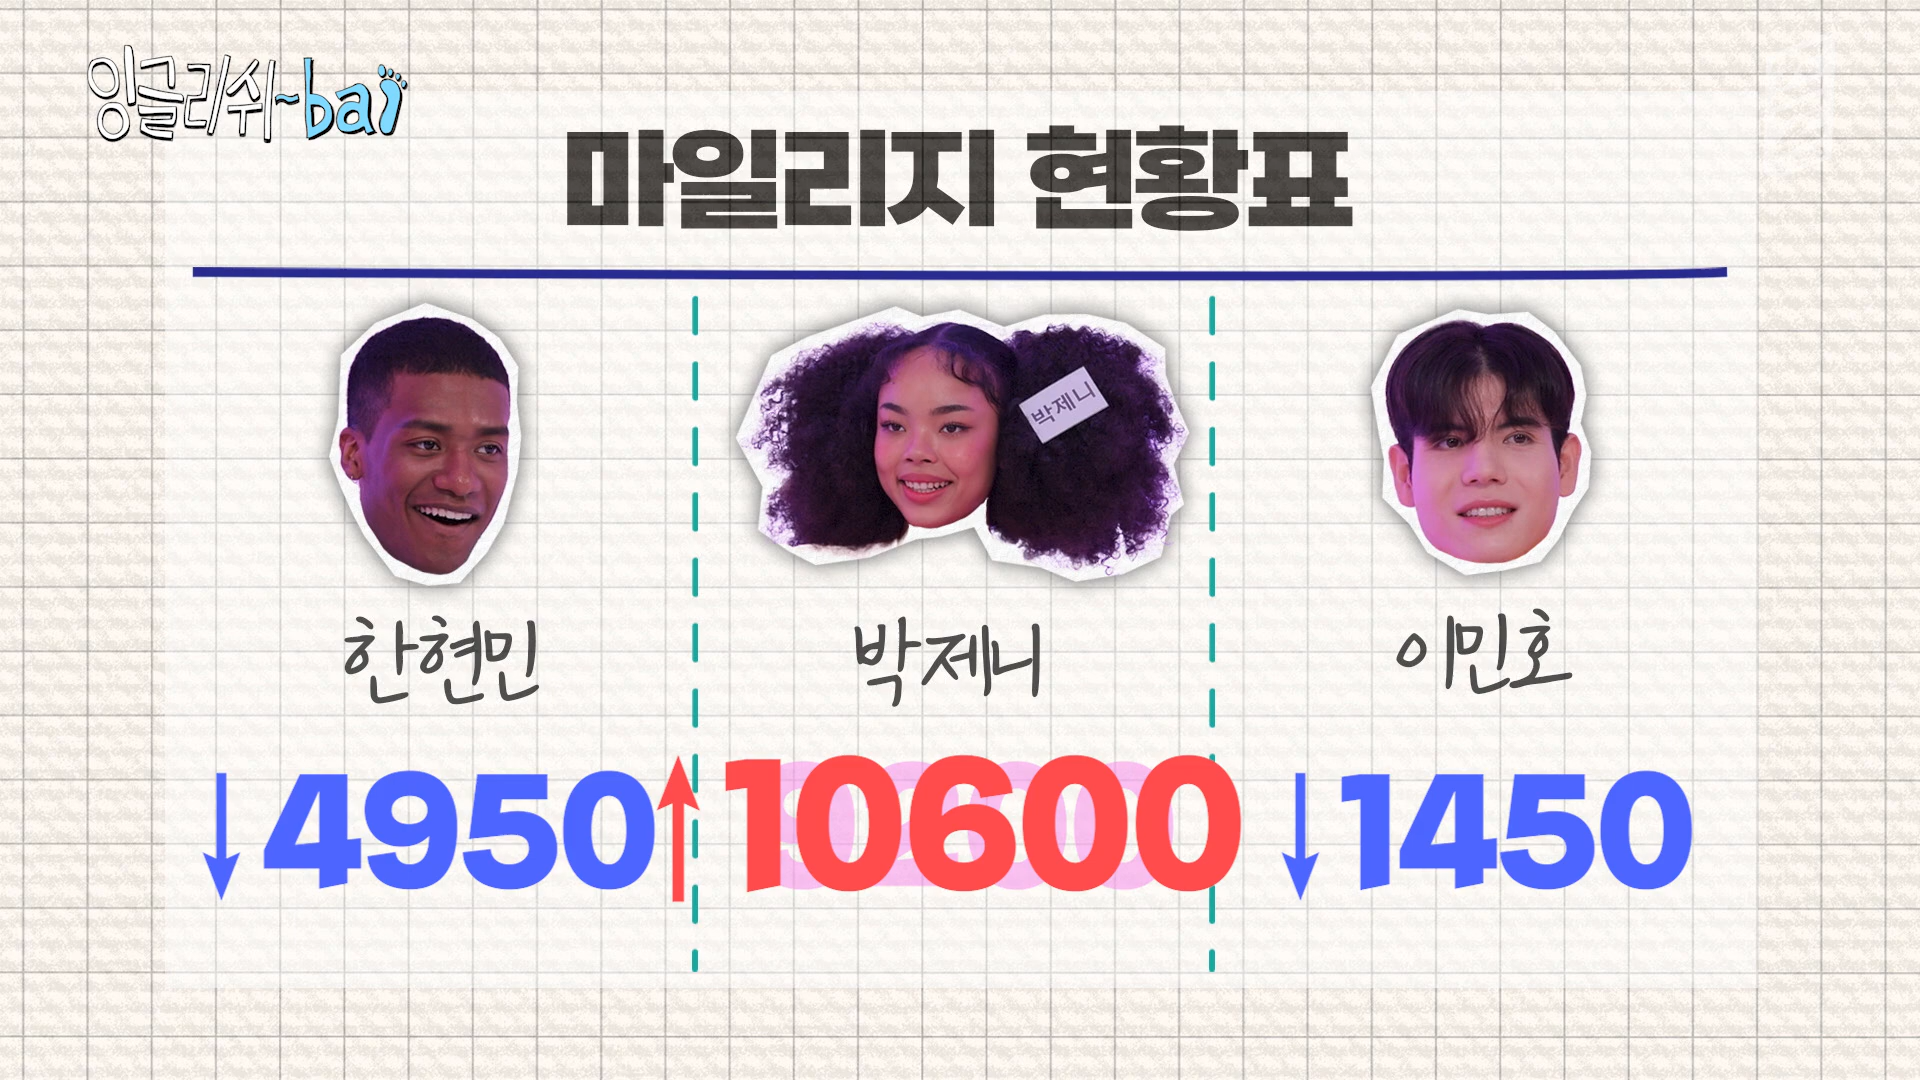 잉글리쉬~bai
마일리지 현황표
박제니
한현민
박제니
이민호
↓4950
↑10600
9200
↓1450